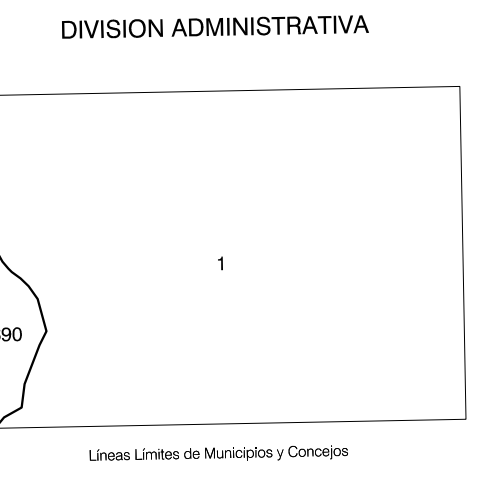 DIVISION ADMINISTRATIVA
1
90
Líneas Límites de Municipios y Concejos